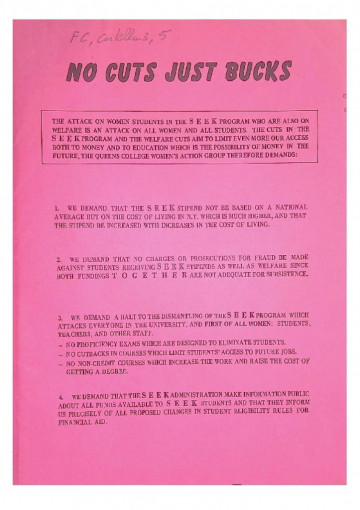 FC, 5
NO CUTS JUST BUCKS
THE ATTACK ON WOMEN STUDENTS IN THE S E E K PROGRAM WHO ARE ALSO ON
WELFARE IS AN ATTACK ON ALL WOMEN AND ALL STUDENTS. THE CUTS IN THE
S E E K PROGRAM AND THE WELFARE CUTS AIM TO LIMIT EVEN MORE OUR ACCESS
BOTH TO MONEY AND TO EDUCATION WHICH IS THE POSSIBILITY OF MONEY IN THE
FUTURE, THE QUEENS COLLEGE WOMEN'S ACTION GROUP THEREFORE DEMANDS:
1. WE DEMAND THAT THE S E E K STIPEND NOT BE BASED ON A NATIONAL
AVERAGE BUT ON THE COST OF LIVING IN N.Y. WHICH IS MUCH HIGHER, AND THAT
THE STIPEND BE INCREASED WITH INCREASES IN THE COST OF LIVING.
2. WE DEMAND THAT NO CHARGES OR PROSECUTIONS FOR FRAUD BE MADE
AGAINST STUDENTS RECEIVING S E E K STIPENDS AS WELL AS WELFARE SINCE
BOTH FUNDINGS T O G E T H E R ARE NOT ADEQUATE FOR SUBSISTENCE.
3. WE DEMAND A HALT TO THE DISMANTLING OF THE S E E K PROGRAM WHICH
ATTACKS EVERYONE IN THE UNIVERSITY, AND FIRST OF ALL WOMEN: STUDENTS,
TEACHERS, AND OTHER STAFF.
— NO PROFICIENCY EXAMS WHICH ARE DESIGNED TO ELIMINATE STUDENTS.
— NO CUTBACKS IN COURSES WHICH LIMIT STUDENTS' ACCESS TO FUTURE JOBS.
— NO NON-CREDIT COURSES WHICH INCREASE THE WORK AND RAISE THE COST OF
GETTING A DEGREE.
4. WE DEMAND THAT THE S E E K ADMINISTRATION MAKE INFORMATION PUBLIC
ABOUT ALL FUNDS AVAILABLE TO S E E K STUDENTS AND THAT THEY INFORM
US PRECISELY OF ALL PROPOSED CHANGES IN STUDENT ELIGIBILITY RULES FOR
FINANCIAL AID.